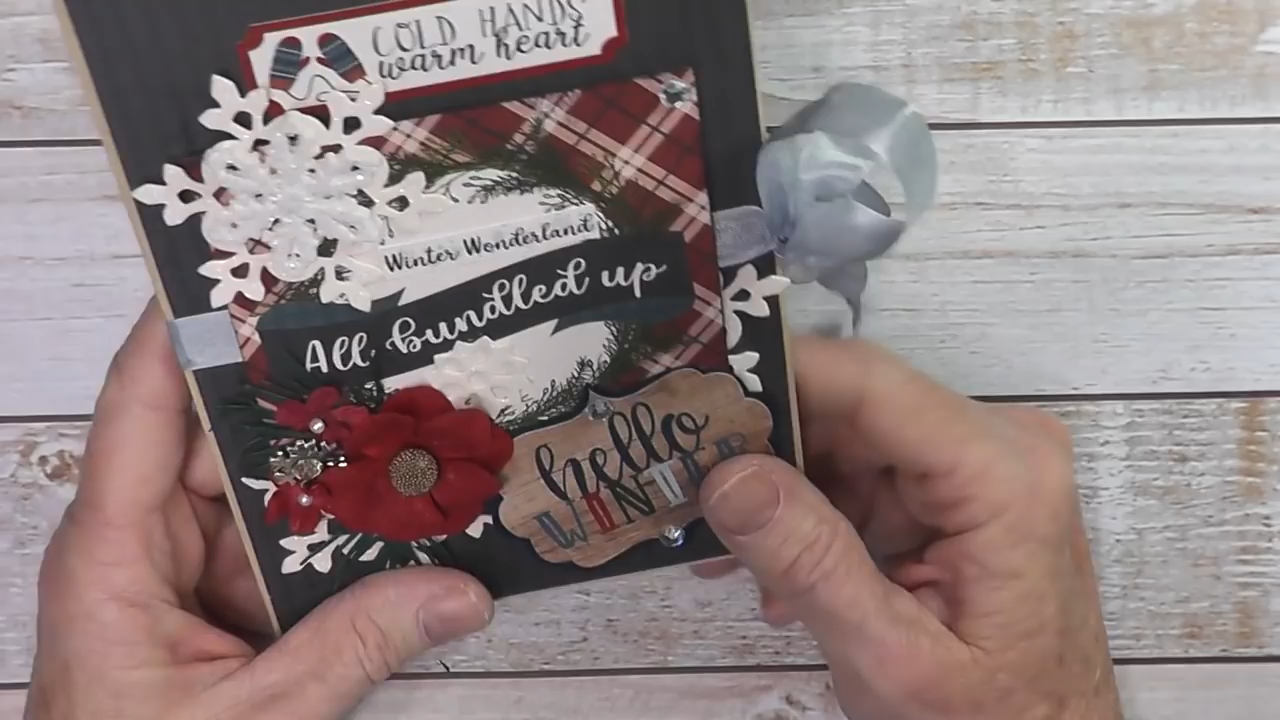 COLD HANDS
warm heart
Winter Wonderland
All bundled up
hello
WINTER